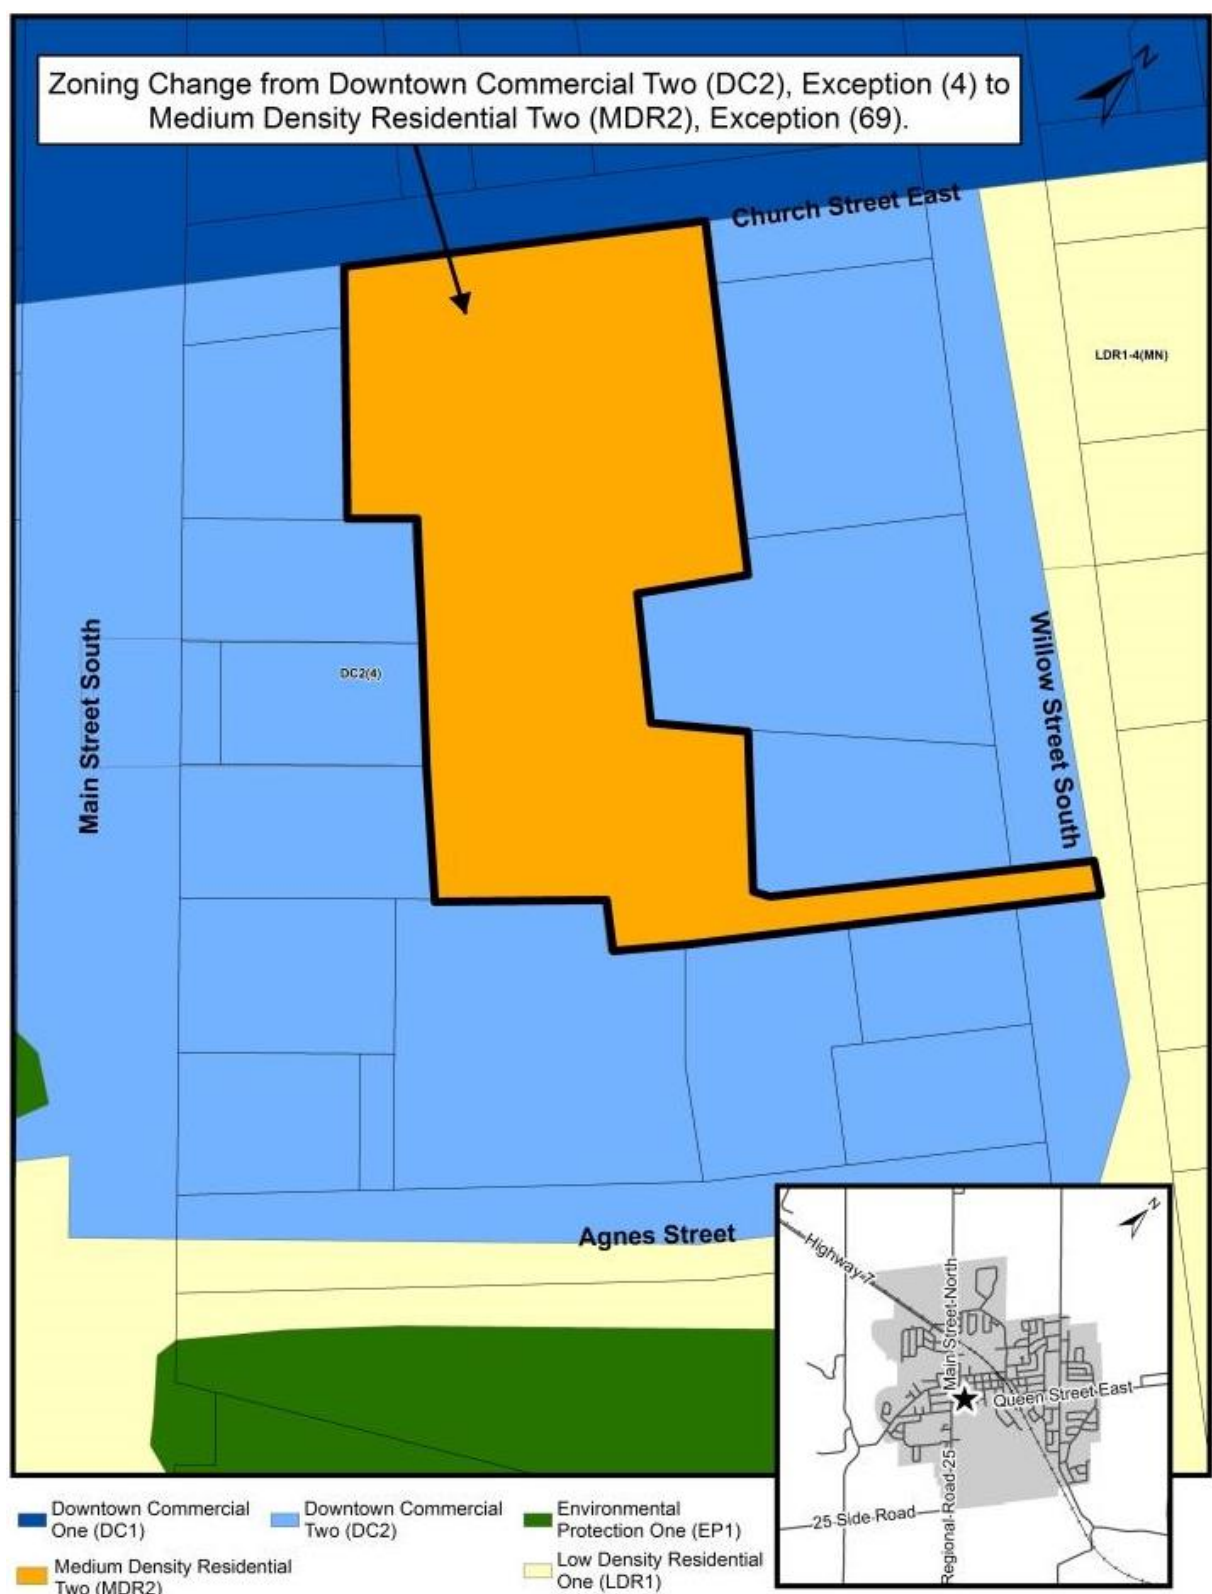 Zoning Change from Downtown Commercial Two (DC2), Exception (4) to
Medium Density Residential Two (MDR2), Exception (69).
N
Church Street East
LDR1-4(MN)
Main Street South
DC2(4)
Willow Street South
Agnes Street
N
Highway 7
Main Street North
Queen Street East
25 Side Road
Regional Road 25
Downtown Commercial
One (DC1)
Downtown Commercial
Two (DC2)
Environmental
Protection One (EP1)
Medium Density Residential
Two (MDR2)
Low Density Residential
One (LDR1)